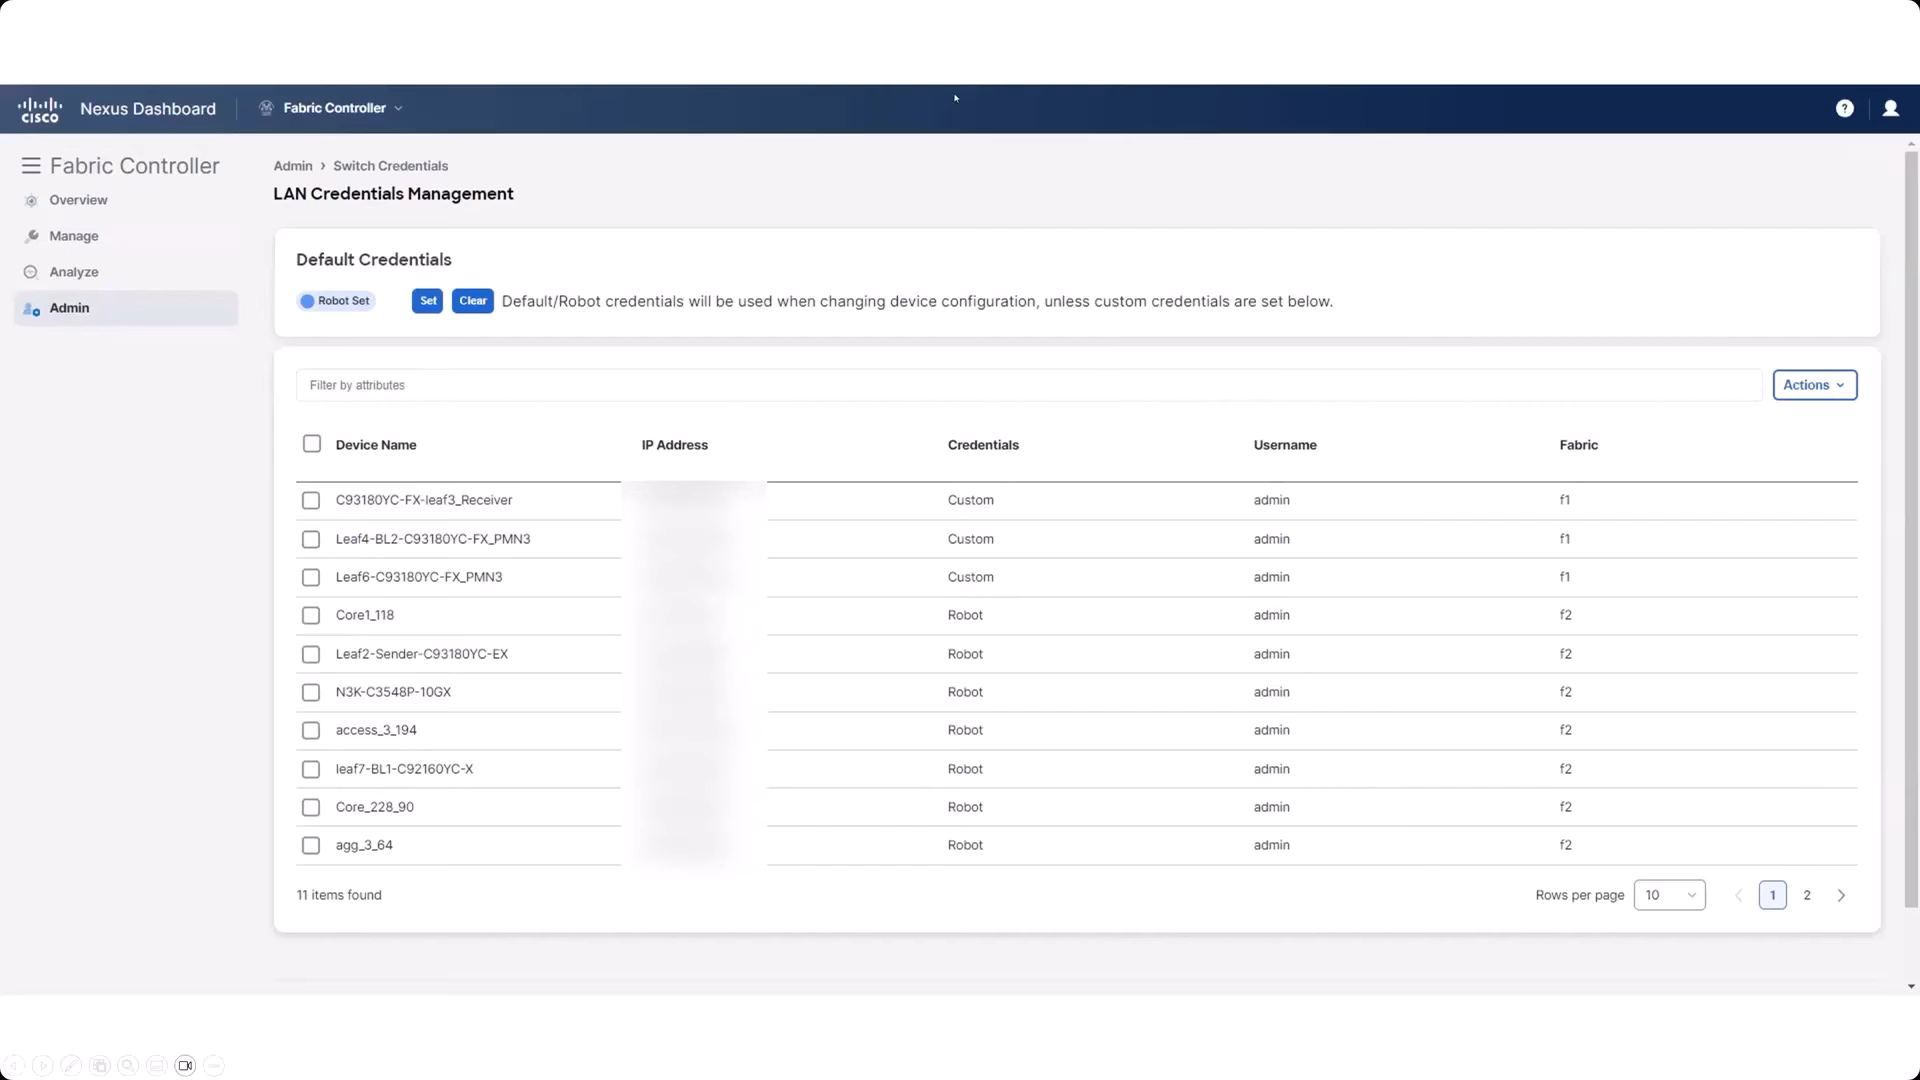 CISCO Nexus Dashboard Fabric Controller ?
Fabric Controller
Overview
Manage
Analyze
Admin
Admin › Switch Credentials
LAN Credentials Management
Default Credentials
Robot Set Set Clear Default/Robot credentials will be used when changing device configuration, unless custom credentials are set below.
Filter by attributes Actions
Device Name IP Address Credentials Username Fabric
C93180YC-FX-leaf3_Receiver Custom admin f1
Leaf4-BL2-C93180YC-FX_PMN3 Custom admin f1
Leaf6-C93180YC-FX_PMN3 Custom admin f1
Core1_118 Robot admin f2
Leaf2-Sender-C93180YC-EX Robot admin f2
N3K-C3548P-10GX Robot admin f2
access_3_194 Robot admin f2
leaf7-BL1-C92160YC-X Robot admin f2
Core_228_90 Robot admin f2
agg_3_64 Robot admin f2
11 items found Rows per page 10 1 2